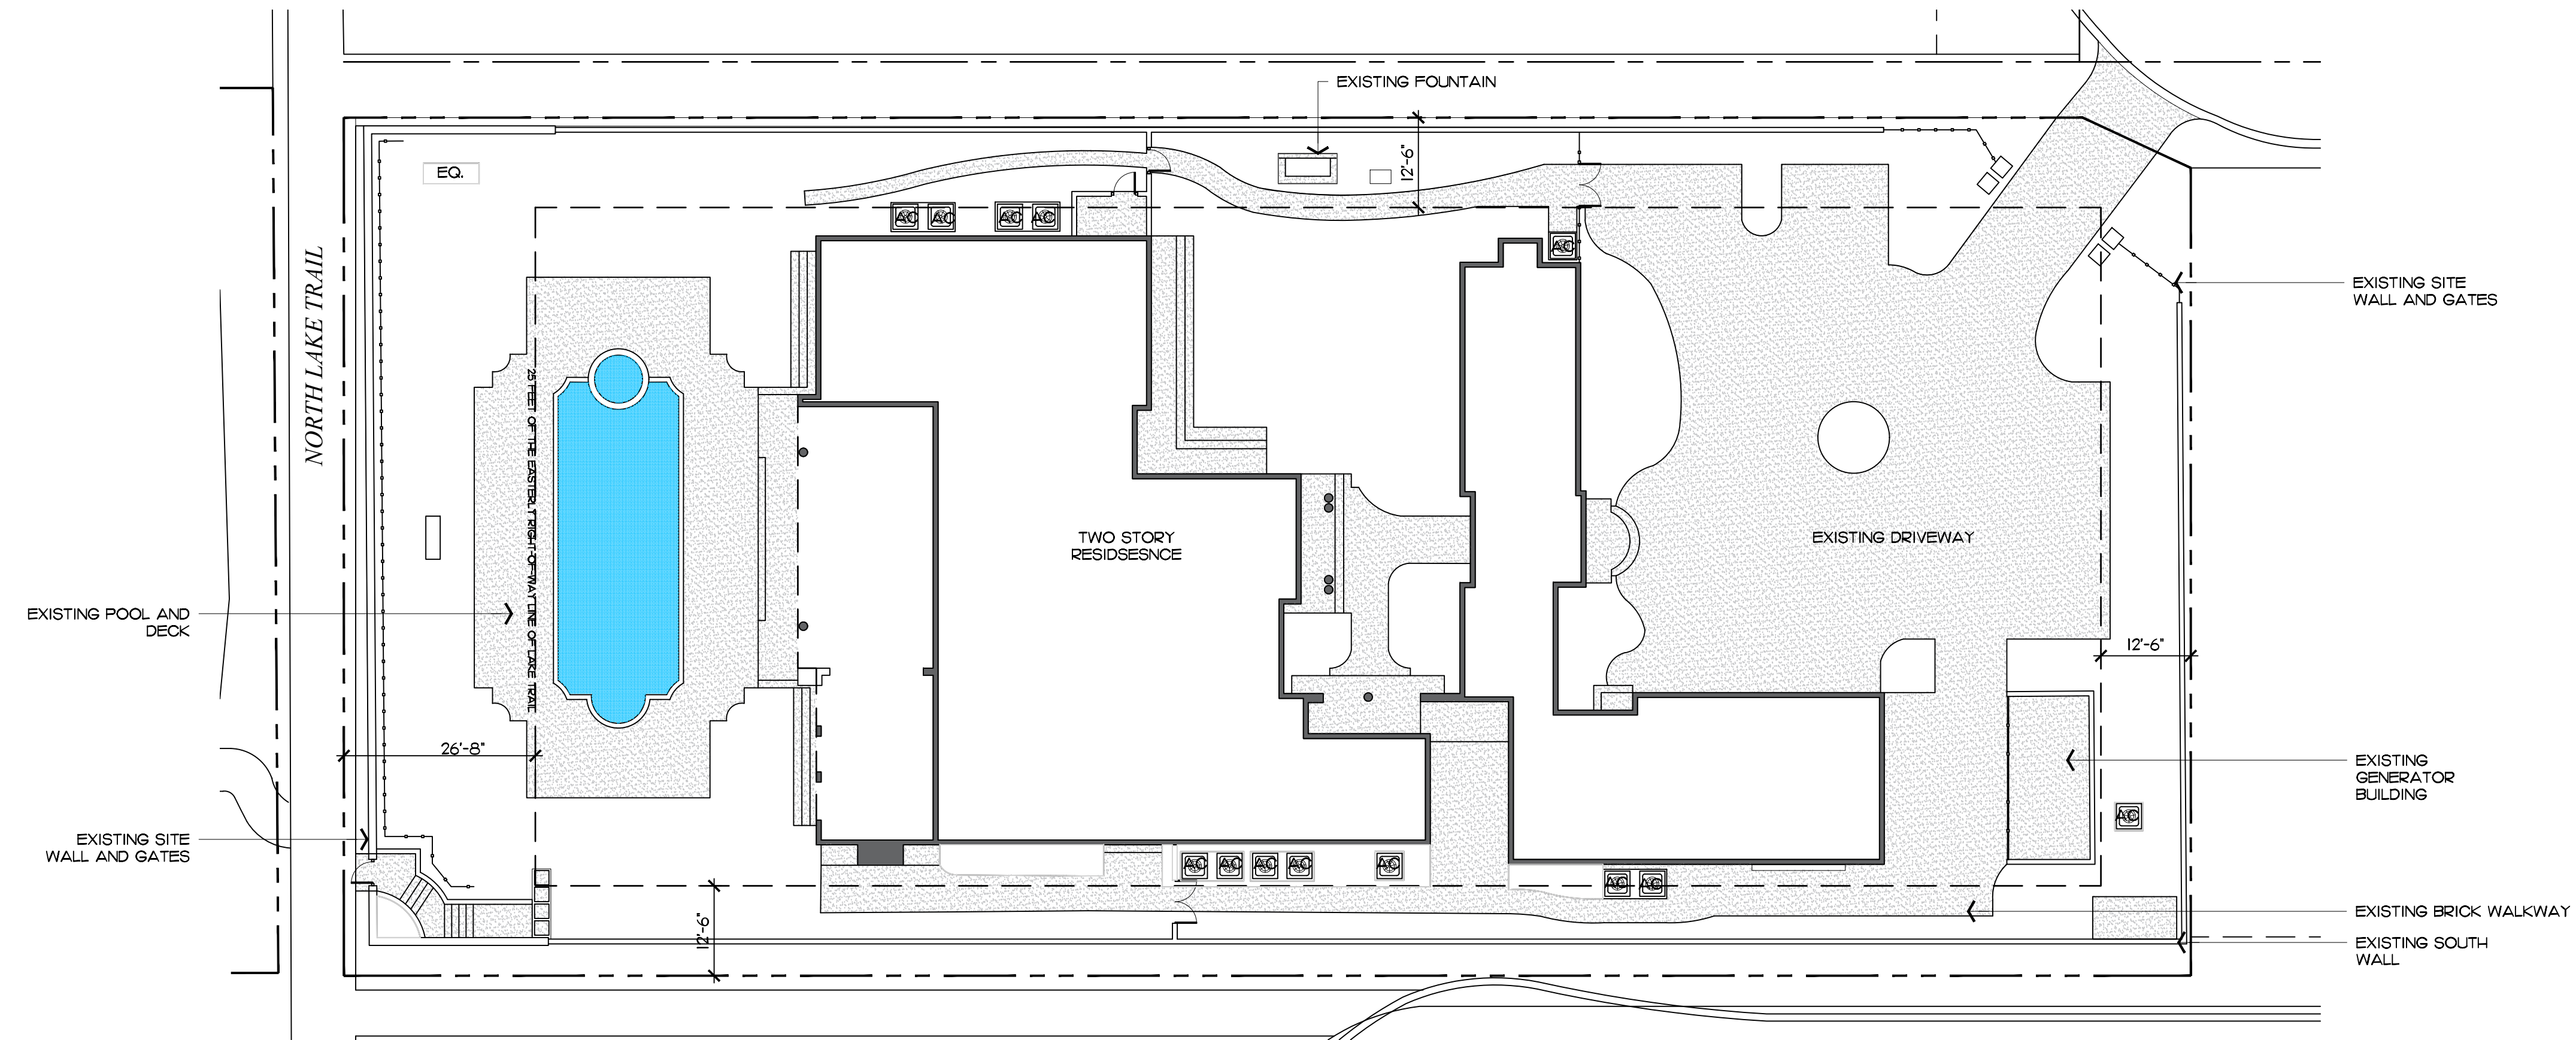 EXISTING FOUNTAIN
12'-6"
EQ.
AC AC AC AC
AC
NORTH LAKE TRAIL
EXISTING SITE
WALL AND GATES
25 FEET OF THE EASTERLY RIGHT-OF-WAY LINE OF LAKE TRAIL
TWO STORY
RESIDSESNCE
EXISTING DRIVEWAY
EXISTING POOL AND
DECK
12'-6"
26'-8"
EXISTING
GENERATOR
BUILDING
AC
EXISTING SITE
WALL AND GATES
AC AC AC AC AC
AC AC
12'-6"
EXISTING BRICK WALKWAY
EXISTING SOUTH
WALL